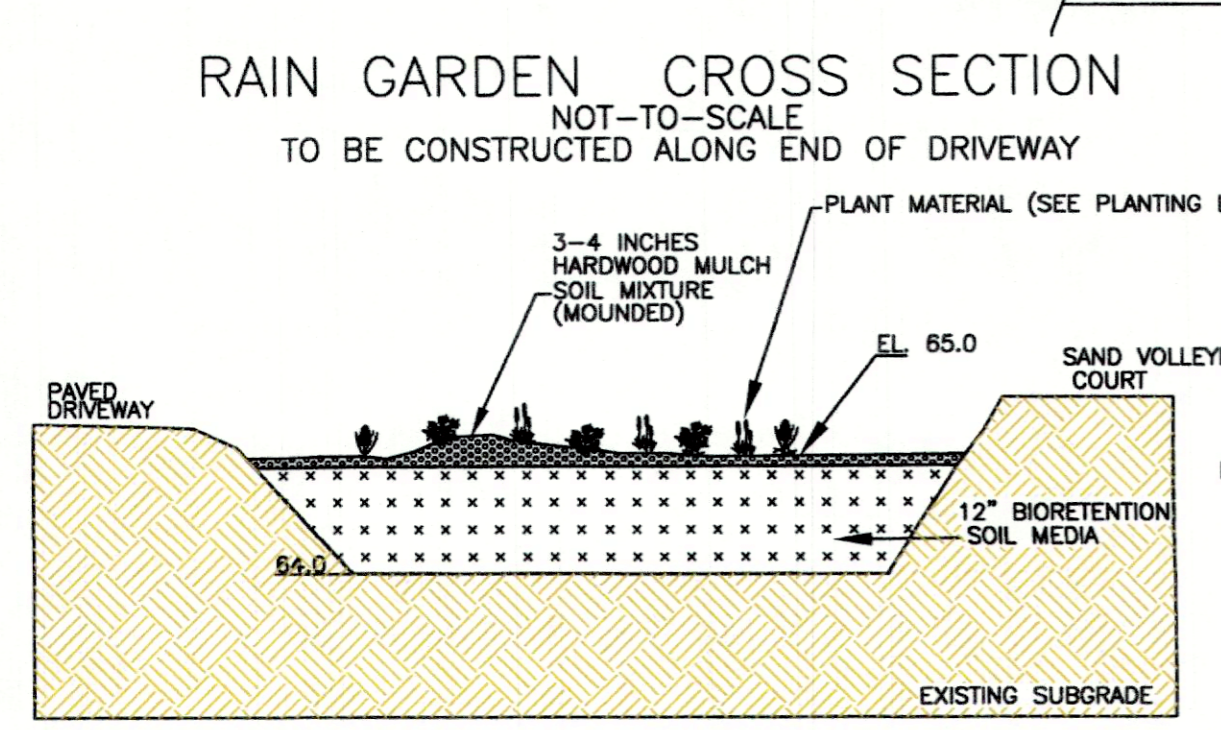 RAIN GARDEN CROSS SECTION
NOT-TO-SCALE
TO BE CONSTRUCTED ALONG END OF DRIVEWAY
PLANT MATERIAL (SEE PLANTING
3-4 INCHES
HARDWOOD MULCH
SOIL MIXTURE
(MOUNDED)
EL. 65.0
SAND
COURT
PAVED
DRIVEWAY
12" BIORETENTION
SOIL MEDIA
64.0
EXISTING SUBGRADE